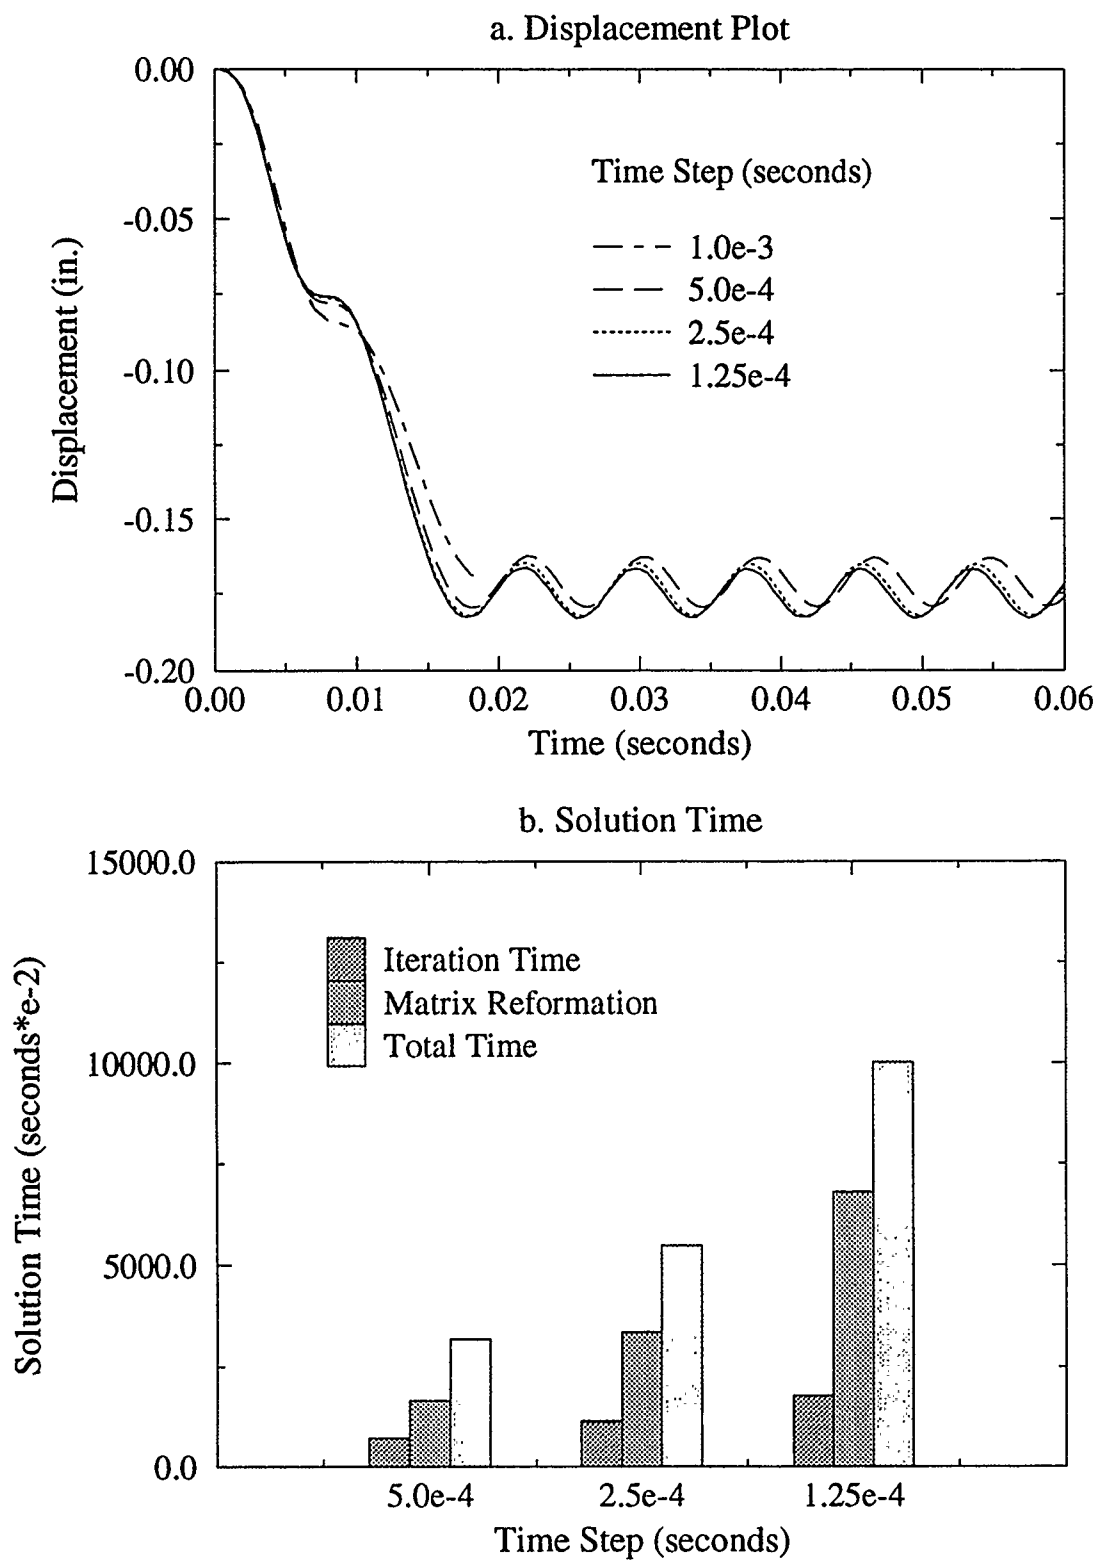 a. Displacement Plot
0.00
-0.05
-0.10
-0.15
-0.20
Displacement (in.)
Time Step (seconds)
1.0e-3
5.0e-4
2.5e-4
1.25e-4
0.00 0.01 0.02 0.03 0.04 0.05 0.06
Time (seconds)
b. Solution Time
15000.0
10000.0
5000.0
0.0
Solution Time (seconds*e-2)
Iteration Time
Matrix Reformation
Total Time
5.0e-4 2.5e-4 1.25e-4
Time Step (seconds)